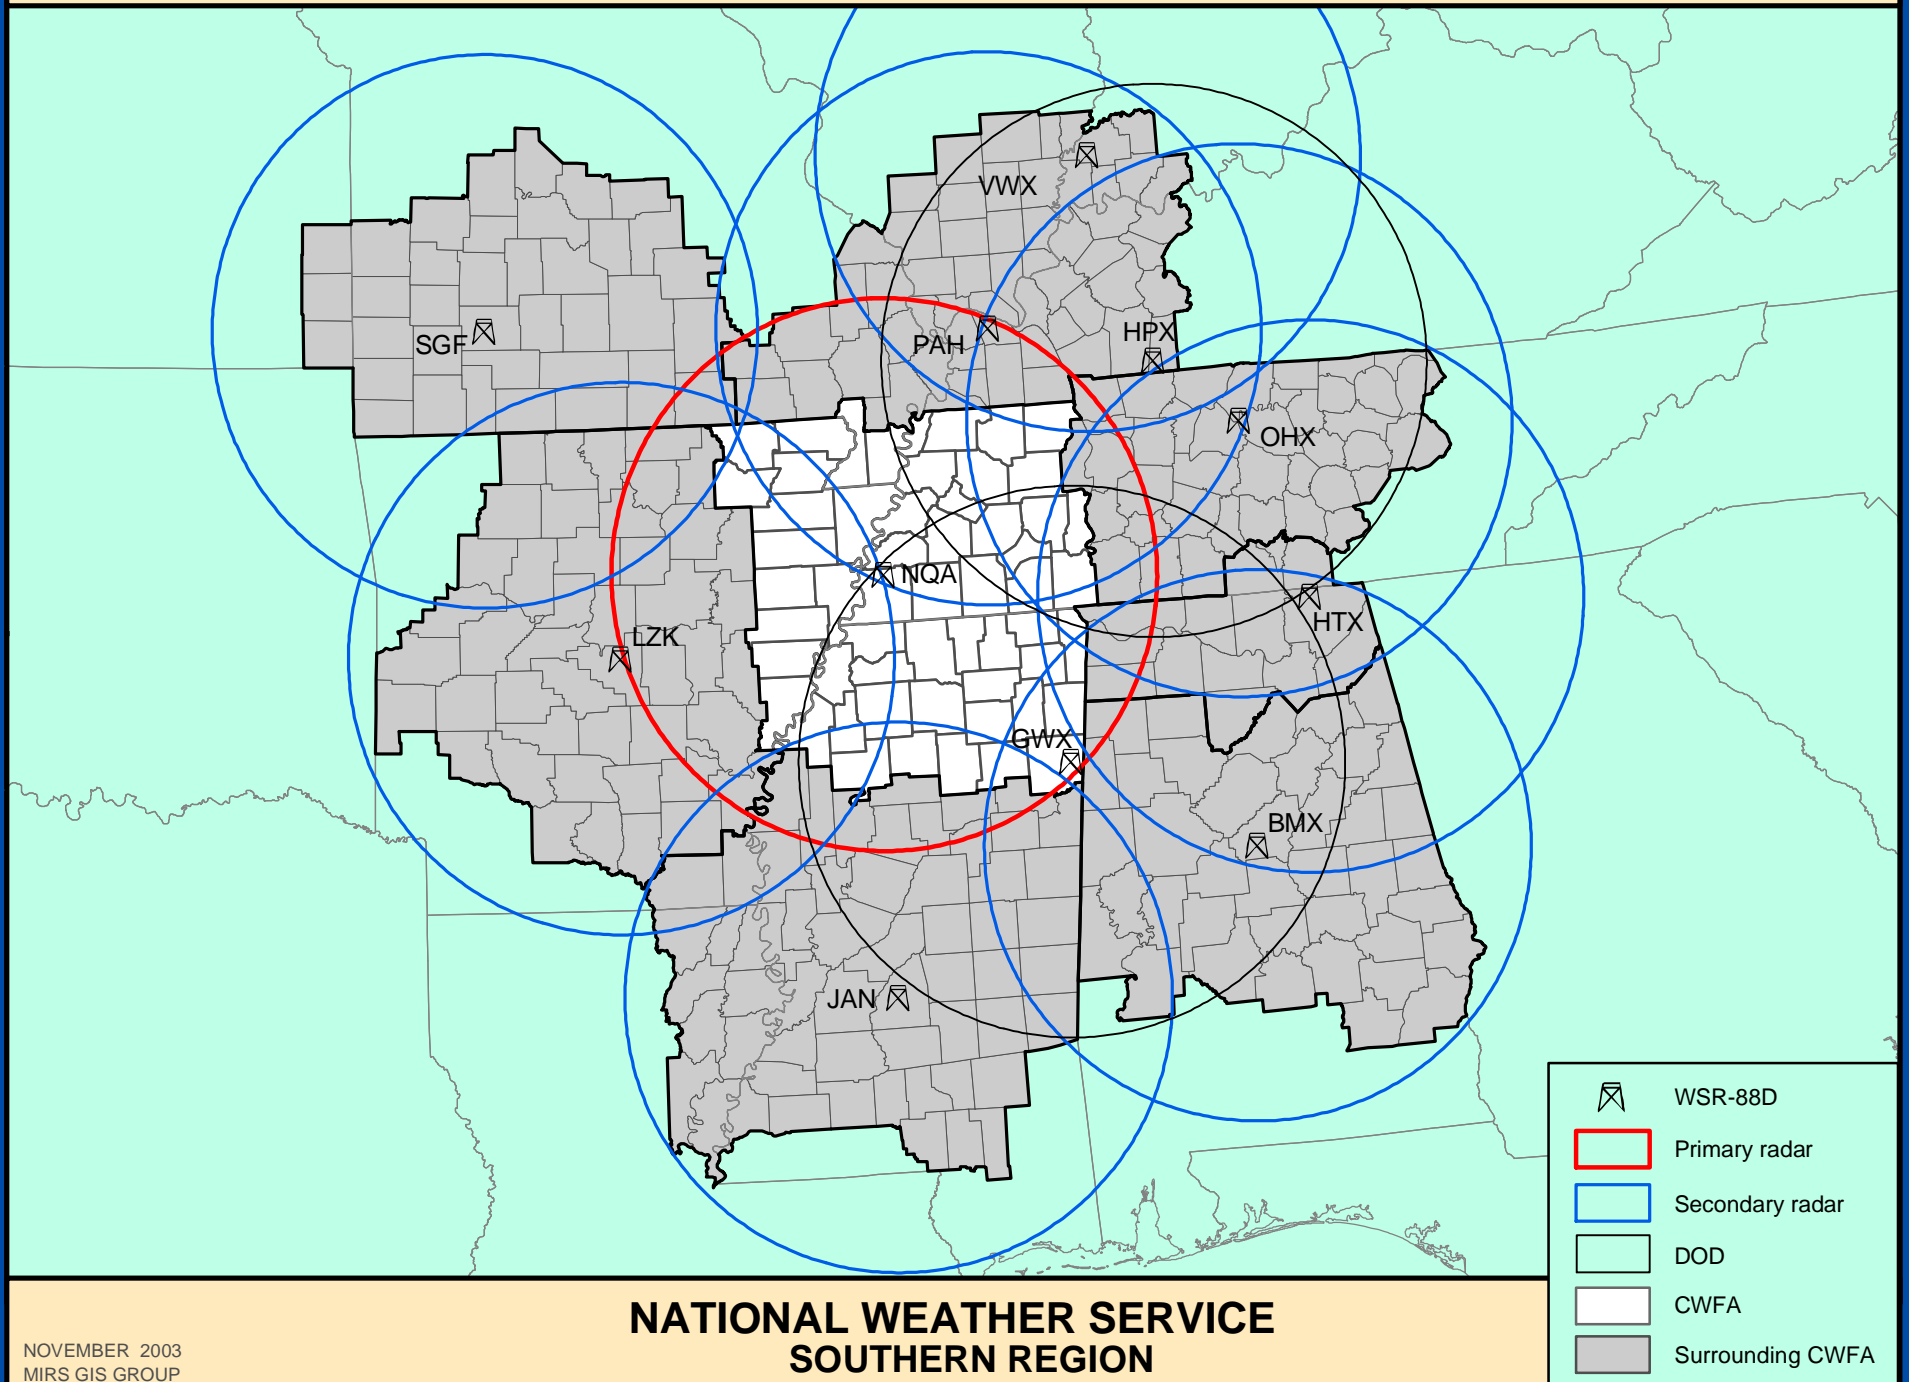 VWX
HPX
SGF
PAH
OHX
NQA
HTX
LZK
GWX
BMX
JAN
WSR-88D
Primary radar
Secondary radar
DOD
CWFA
Surrounding CWFA
NATIONAL WEATHER SERVICE
SOUTHERN REGION
NOVEMBER 2003
MIRS GIS GROUP